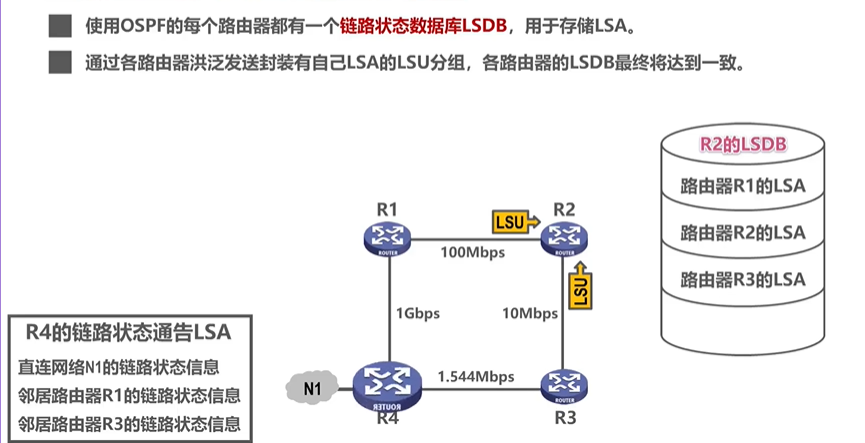 使用OSPF的每个路由器都有一个链路状态数据库LSDB，用于存储LSA。
通过各路由器洪泛发送封装有自己LSA的LSU分组，各路由器的LSDB最终将达到一致。
R2的LSDB
路由器R1的LSA
路由器R2的LSA
路由器R3的LSA
R1
LSU
R2
ROUTER
ROUTER
100Mbps
LSU
1Gbps
10Mbps
R4的链路状态通告LSA
直连网络N1的链路状态信息
邻居路由器R1的链路状态信息
邻居路由器R3的链路状态信息
N1
1.544Mbps
ROUTER
ROUTER
R4
R3